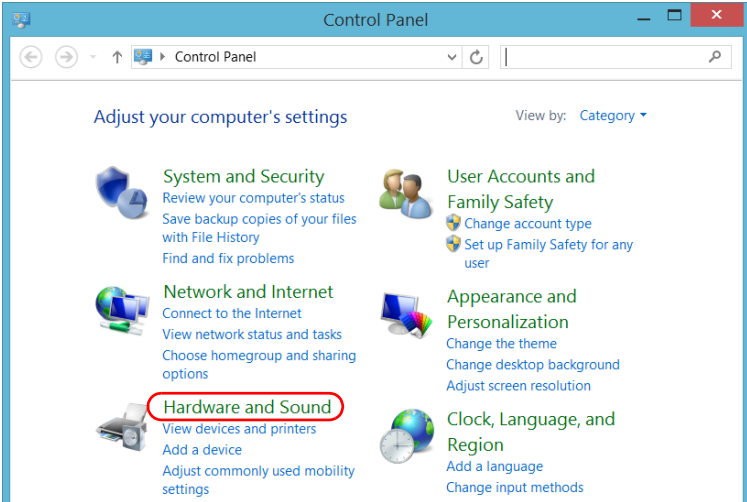 Control Panel
Control Panel
Adjust your computer's settings
View by: Category
System and Security
Review your computer's status
Save backup copies of your files
with File History
Find and fix problems
Network and Internet
Connect to the Internet
View network status and tasks
Choose homegroup and sharing
options
Hardware and Sound
View devices and printers
Add a device
Adjust commonly used mobility
settings
User Accounts and
Family Safety
Change account type
Set up Family Safety for any
user
Appearance and
Personalization
Change the theme
Change desktop background
Adjust screen resolution
Clock, Language, and
Region
Add a language
Change input methods